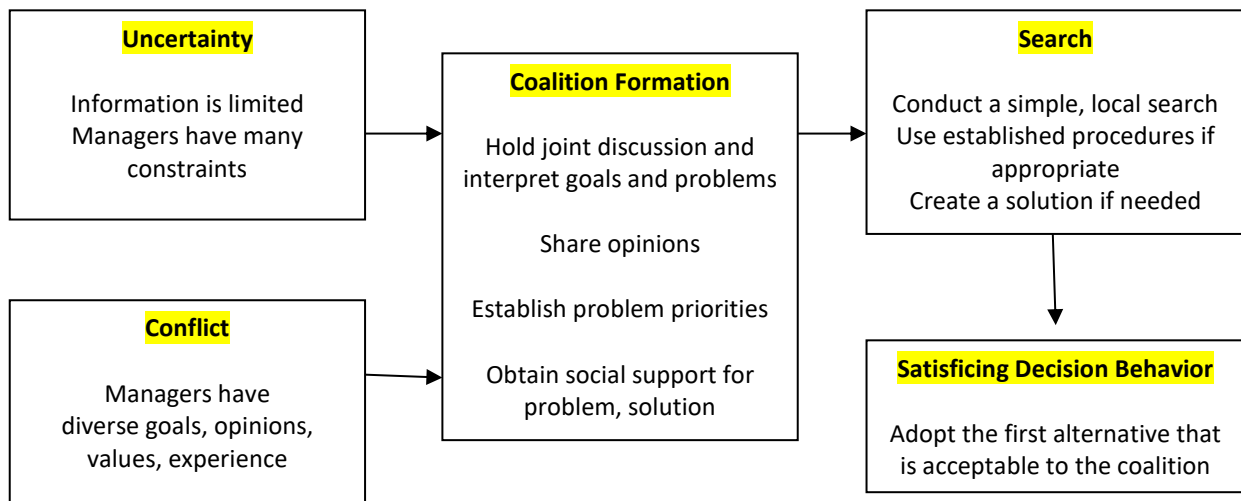 Uncertainty
Information is limited
Managers have many
constraints
Conflict
Managers have
diverse goals, opinions,
values, experience
Coalition Formation
Hold joint discussion and
interpret goals and problems
Share opinions
Establish problem priorities
Obtain social support for
problem, solution
Search
Conduct a simple, local search
Use established procedures if
appropriate
Create a solution if needed
Satisficing Decision Behavior
Adopt the first alternative that
is acceptable to the coalition